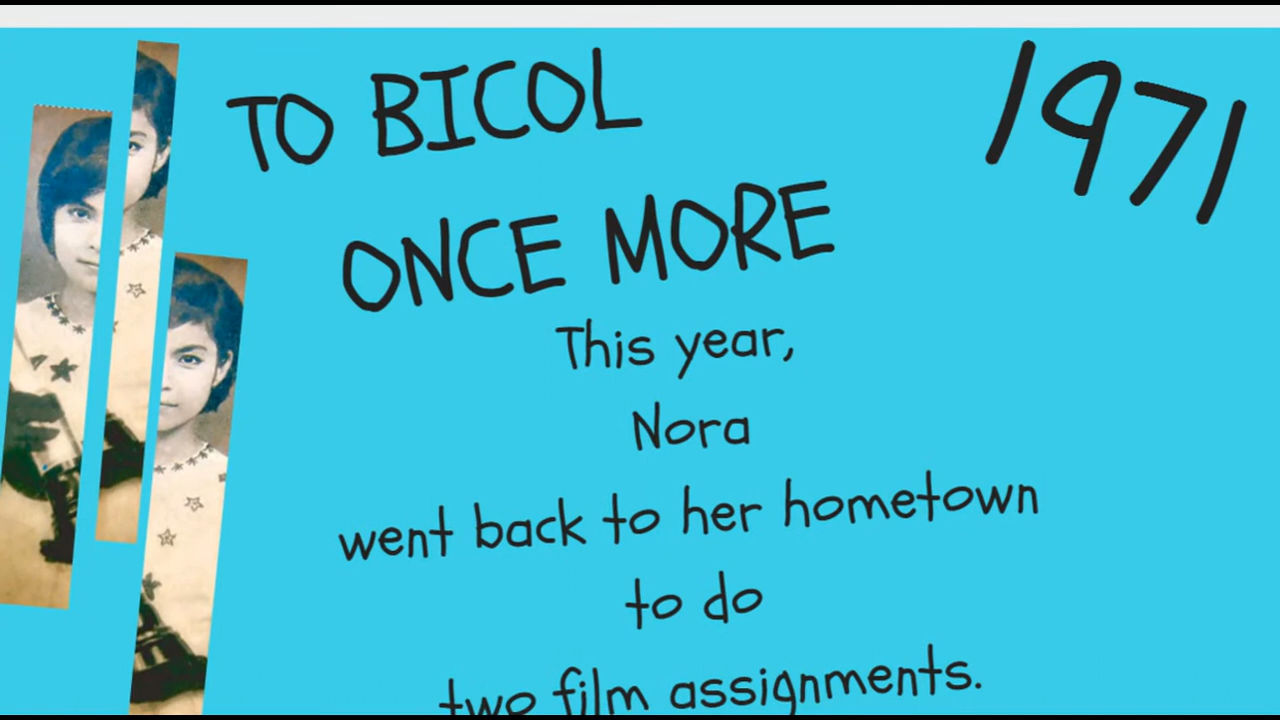 TO BICOL
ONCE MORE
1971
This year,
Nora
went back to her hometown
to do
two film assignments.